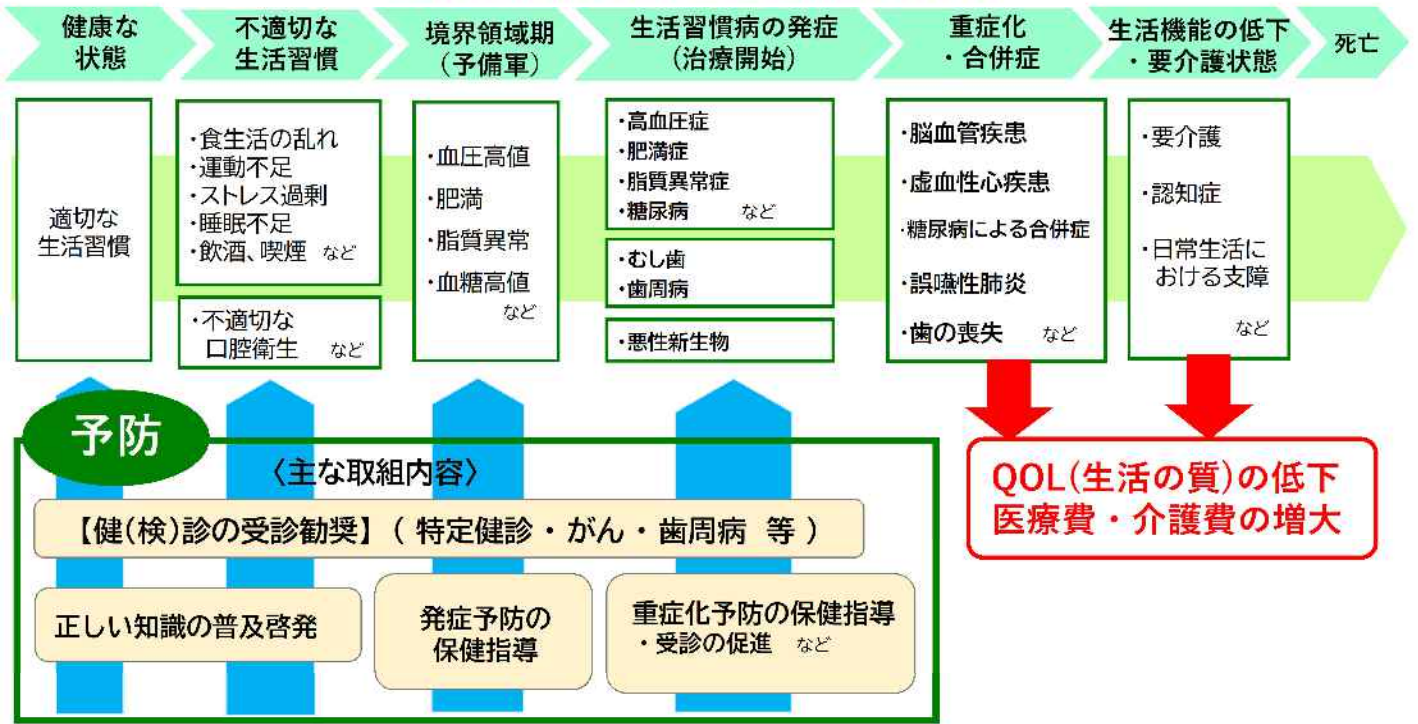 健康な
状態
不適切な
生活習慣
境界領域期
(予備軍)
生活習慣病の発症
(治療開始)
重症化
・合併症
生活機能の低下
・要介護状態
死亡
適切な
生活習慣
・食生活の乱れ
・運動不足
・ストレス過剰
・睡眠不足
・飲酒、喫煙 など
・不適切な
口腔衛生 など
・血圧高値
・肥満
・脂質異常
・血糖高値
など
・高血圧症
・肥満症
・脂質異常症
・糖尿病 など
・むし歯
・歯周病
・悪性新生物
・脳血管疾患
・虚血性心疾患
・糖尿病による合併症
・誤嚥性肺炎
・歯の喪失 など
・要介護
・認知症
・日常生活に
おける支障
など
予防
〈主な取組内容〉
【健(検)診の受診勧奨】( 特定健診・がん・歯周病 等 )
正しい知識の普及啓発
発症予防の
保健指導
重症化予防の保健指導
・受診の促進 など
QOL(生活の質)の低下
医療費・介護費の増大